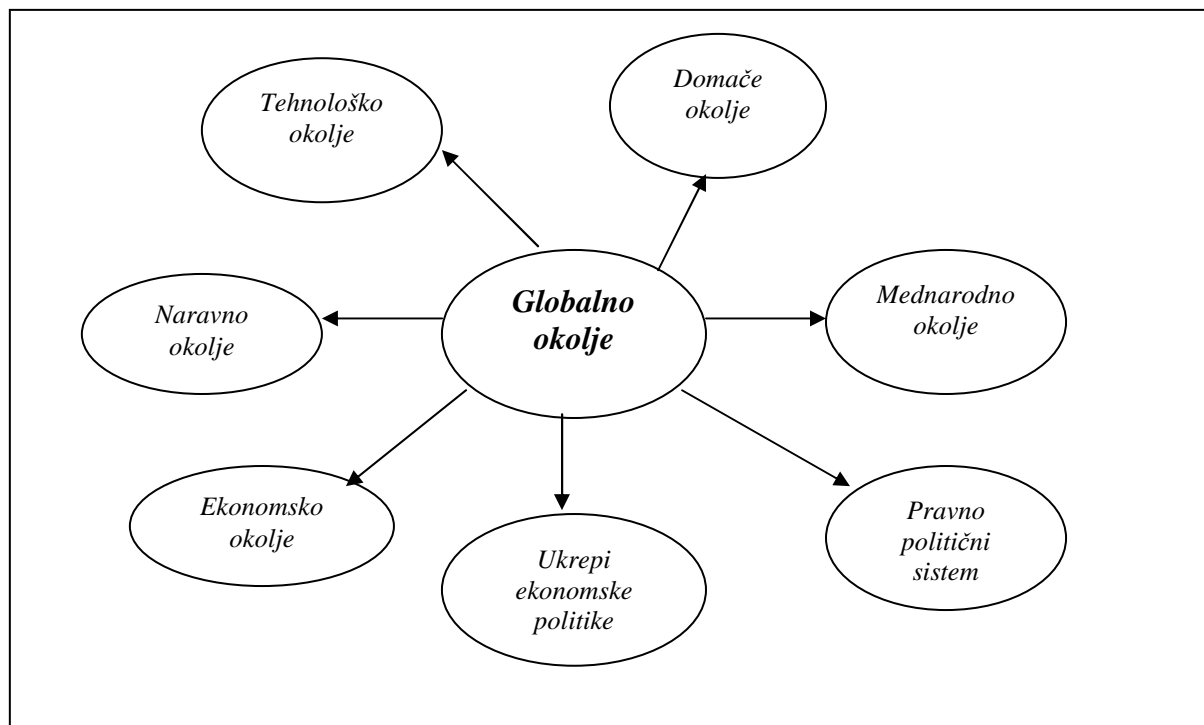 Tehnološko
okolje
Domače
okolje
Globalno
okolje
Naravno
okolje
Mednarodno
okolje
Ekonomsko
okolje
Ukrepi
ekonomske
politike
Pravno
politični
sistem